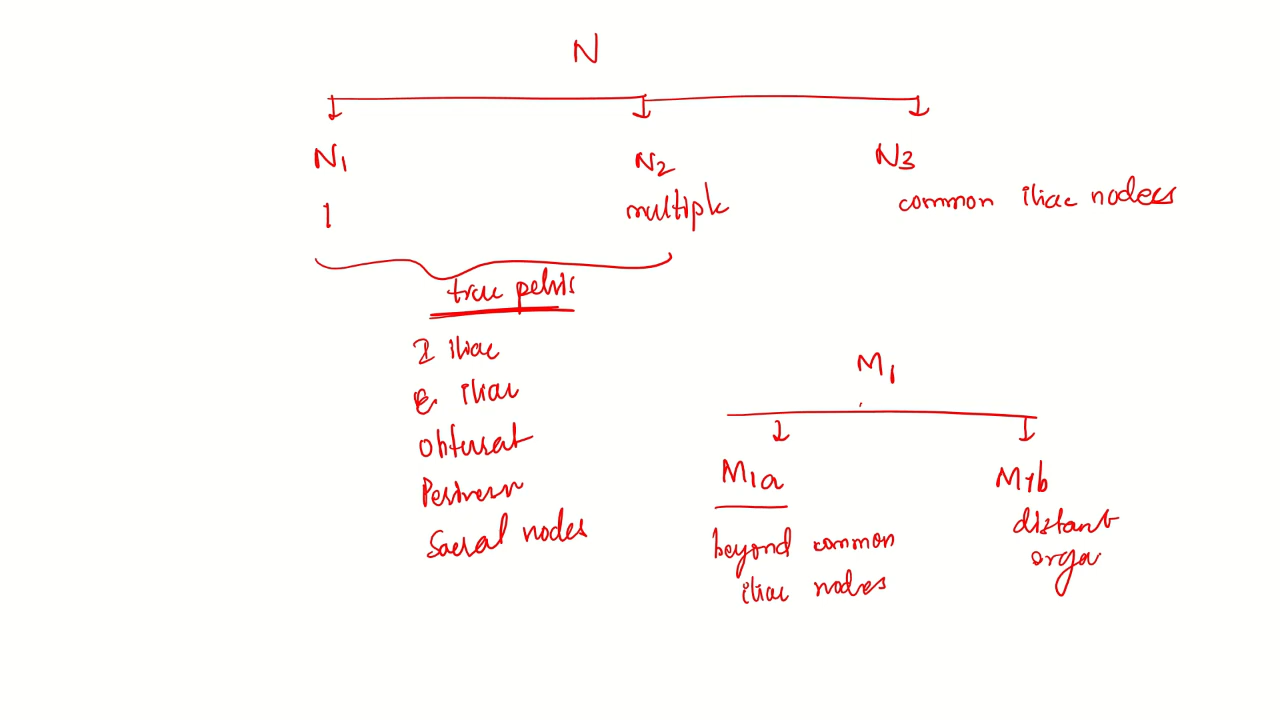 N
N1 N2 N3
1 multiple common iliac nodes
true pelvis
I iliac
E. iliac
Obturat
Perivesi
Sacral nodes
M1
M1a M1b
beyond common distant
iliac nodes orga